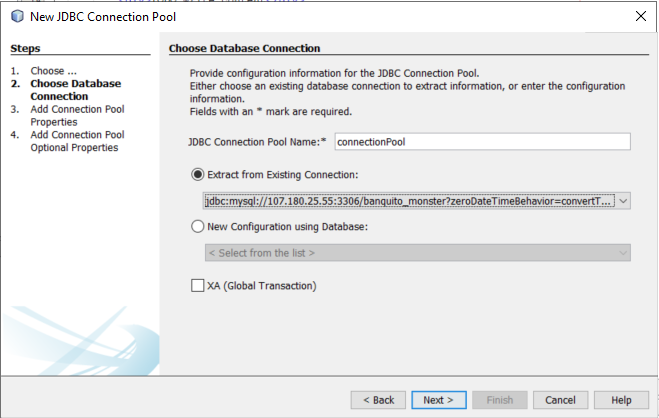 New JDBC Connection Pool
Steps
1. Choose ...
2. Choose Database
Connection
3. Add Connection Pool
Properties
4. Add Connection Pool
Optional Properties
Choose Database Connection
Provide configuration information for the JDBC Connection Pool.
Either choose an existing database connection to extract information, or enter the configuration
information.
Fields with an * mark are required.
JDBC Connection Pool Name:* connectionPool
Extract from Existing Connection:
jdbc:mysql://107.180.25.55:3306/banquito_monster?zeroDateTimeBehavior=convertT...
New Configuration using Database:
< Select from the list >
XA (Global Transaction)
< Back Next > Finish Cancel Help